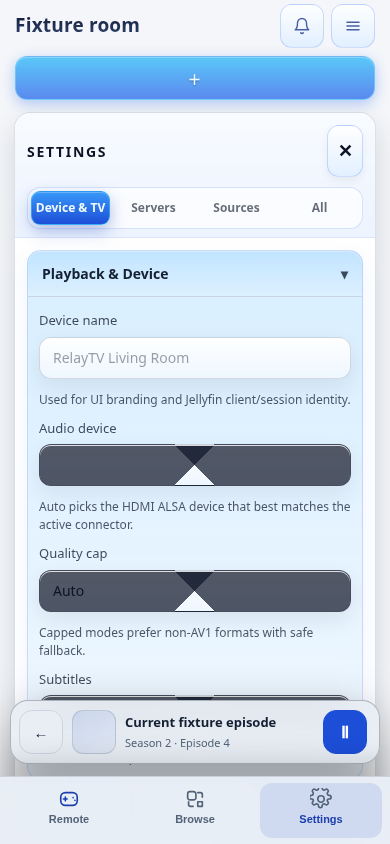 Fixture room
+
SETTINGS
✕
Device & TV
Servers
Sources
All
Playback & Device
▼
Device name
RelayTV Living Room
Used for UI branding and Jellyfin client/session identity.
Audio device
Auto picks the HDMI ALSA device that best matches the
active connector.
Quality cap
Auto
Capped modes prefer non-AV1 formats with safe
fallback.
Subtitles
←
Current fixture episode
Season 2 · Episode 4
Remote
Browse
Settings